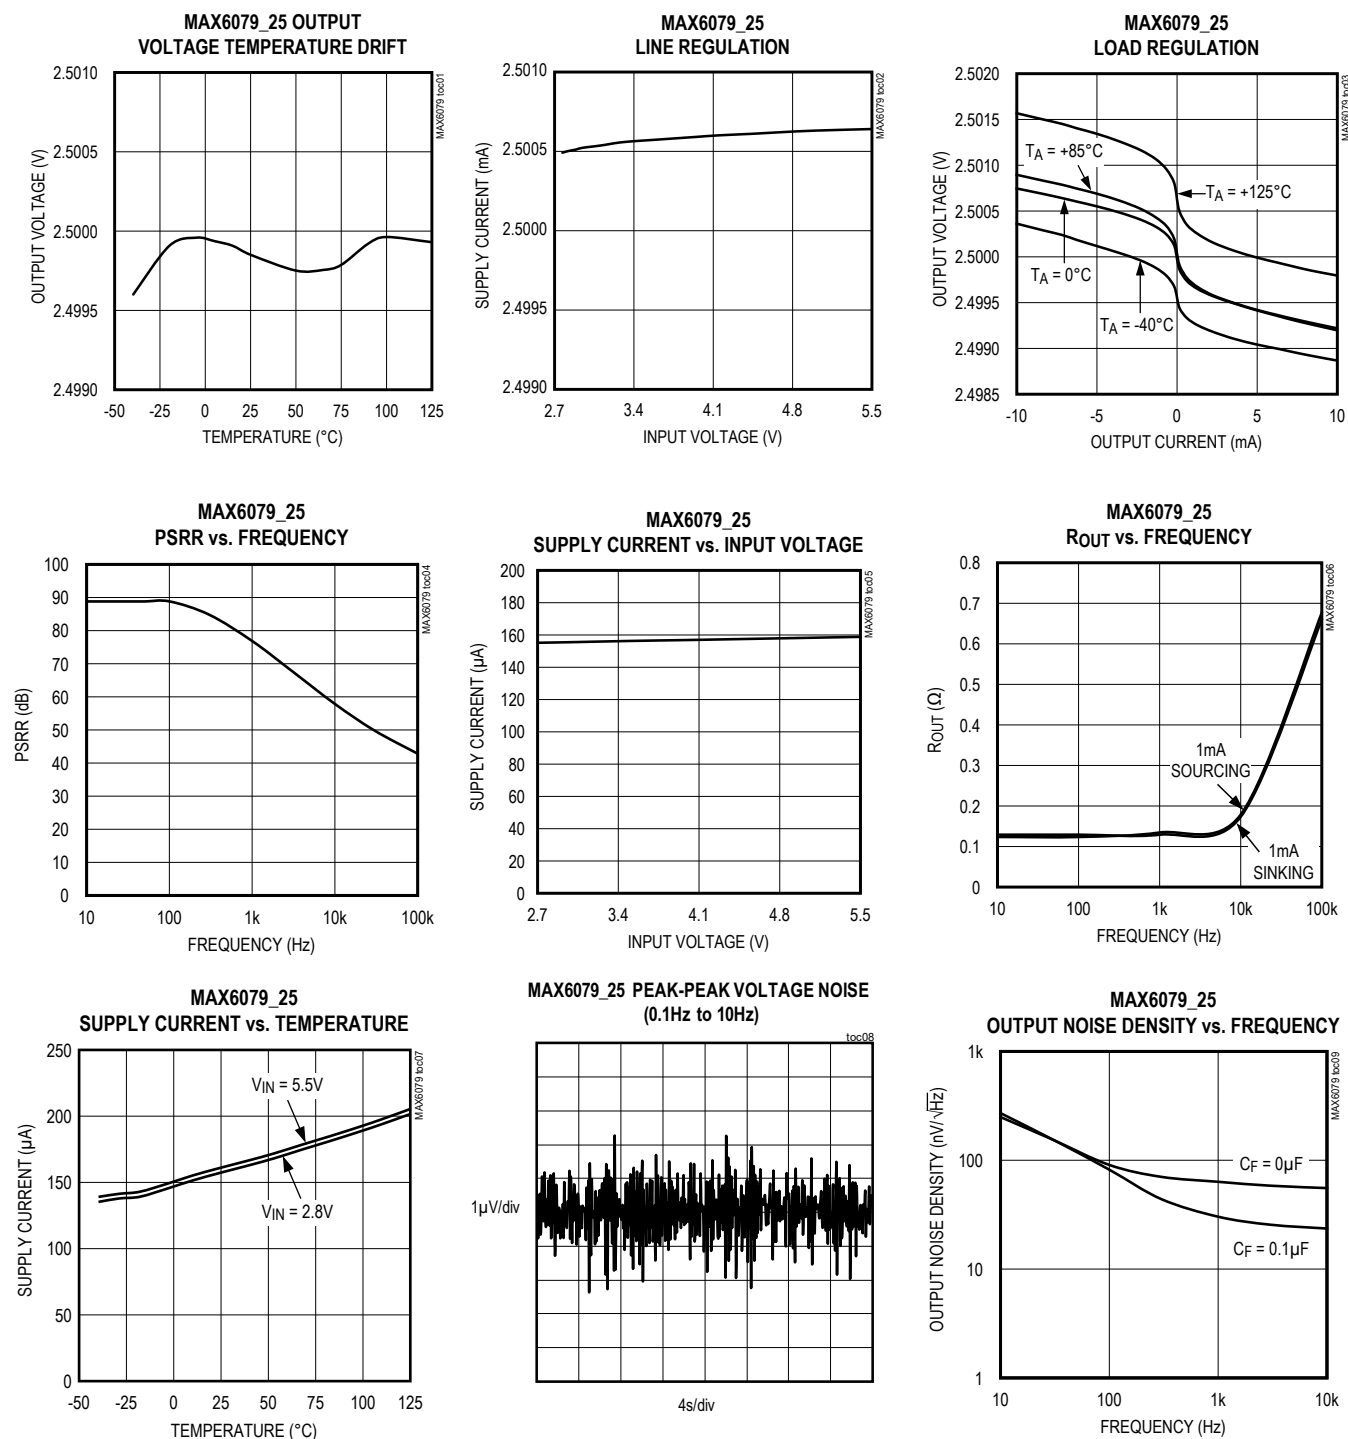 MAX6079_25 OUTPUT
VOLTAGE TEMPERATURE DRIFT
MAX6079 toc01
OUTPUT VOLTAGE (V)
2.5010
2.5005
2.5000
2.4995
2.4990
-50 -25 0 25 50 75 100 125
TEMPERATURE (°C)
MAX6079_25
LINE REGULATION
MAX6079 toc02
SUPPLY CURRENT (mA)
2.5010
2.5005
2.5000
2.4995
2.4990
2.7 3.4 4.1 4.8 5.5
INPUT VOLTAGE (V)
MAX6079_25
LOAD REGULATION
MAX6079 toc03
OUTPUT VOLTAGE (V)
2.5020
2.5015
2.5010
2.5005
2.5000
2.4995
2.4990
2.4985
TA = +85°C
TA = +125°C
TA = 0°C
TA = -40°C
-10 -5 0 5 10
OUTPUT CURRENT (mA)
MAX6079_25
PSRR vs. FREQUENCY
MAX6079 toc04
PSRR (dB)
100
90
80
70
60
50
40
30
20
10
0
10 100 1k 10k 100k
FREQUENCY (Hz)
MAX6079_25
SUPPLY CURRENT vs. INPUT VOLTAGE
MAX6079 toc05
SUPPLY CURRENT (µA)
200
180
160
140
120
100
80
60
40
20
0
2.7 3.4 4.1 4.8 5.5
INPUT VOLTAGE (V)
MAX6079_25
ROUT vs. FREQUENCY
MAX6079 toc06
ROUT (Ω)
0.8
0.7
0.6
0.5
0.4
0.3
0.2
0.1
0
1mA
SOURCING
1mA
SINKING
10 100 1k 10k 100k
FREQUENCY (Hz)
MAX6079_25
SUPPLY CURRENT vs. TEMPERATURE
MAX6079 toc07
SUPPLY CURRENT (µA)
250
200
150
100
50
0
VIN = 5.5V
VIN = 2.8V
-50 -25 0 25 50 75 100 125
TEMPERATURE (°C)
MAX6079_25 PEAK-PEAK VOLTAGE NOISE
(0.1Hz to 10Hz)
toc08
1µV/div
4s/div
MAX6079_25
OUTPUT NOISE DENSITY vs. FREQUENCY
MAX6079 toc09
OUTPUT NOISE DENSITY (nV/√Hz)
1k
100
10
1
CF = 0µF
CF = 0.1µF
10 100 1k 10k
FREQUENCY (Hz)